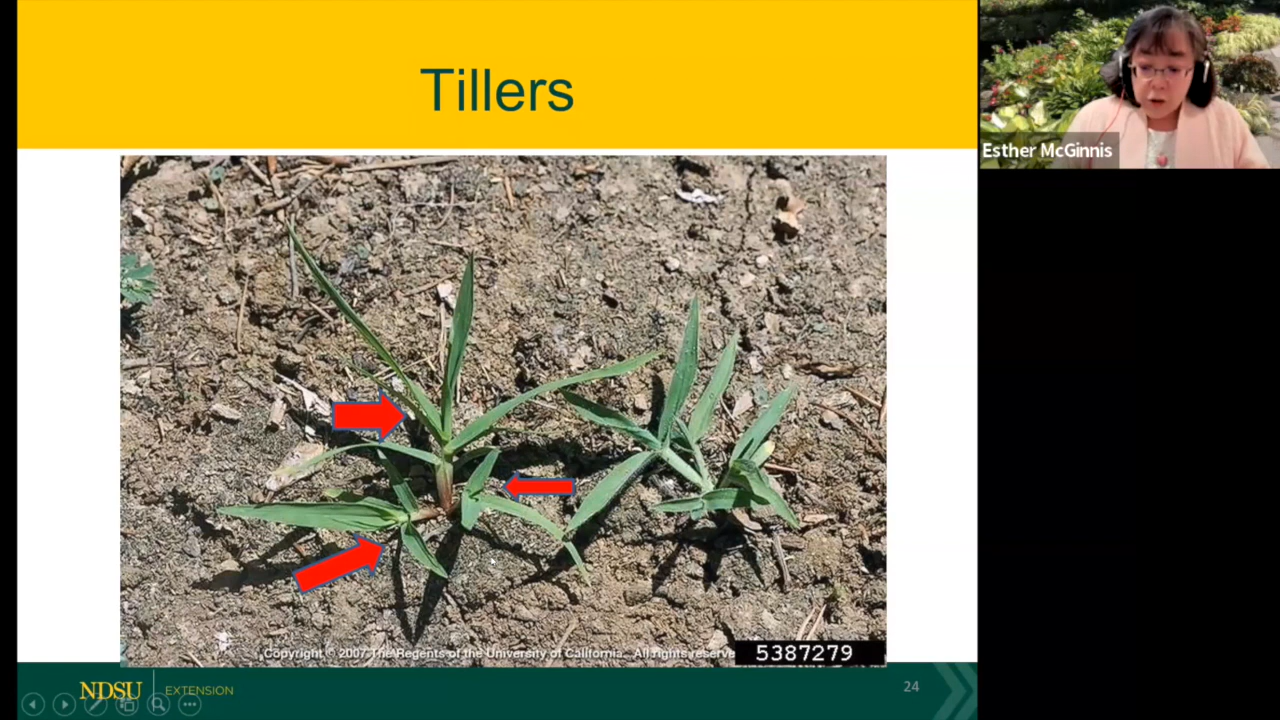 Tillers
Esther McGinnis
Copyright © 2007 The Regents of the University of California. All rights reserve
5387279
NDSU EXTENSION
24